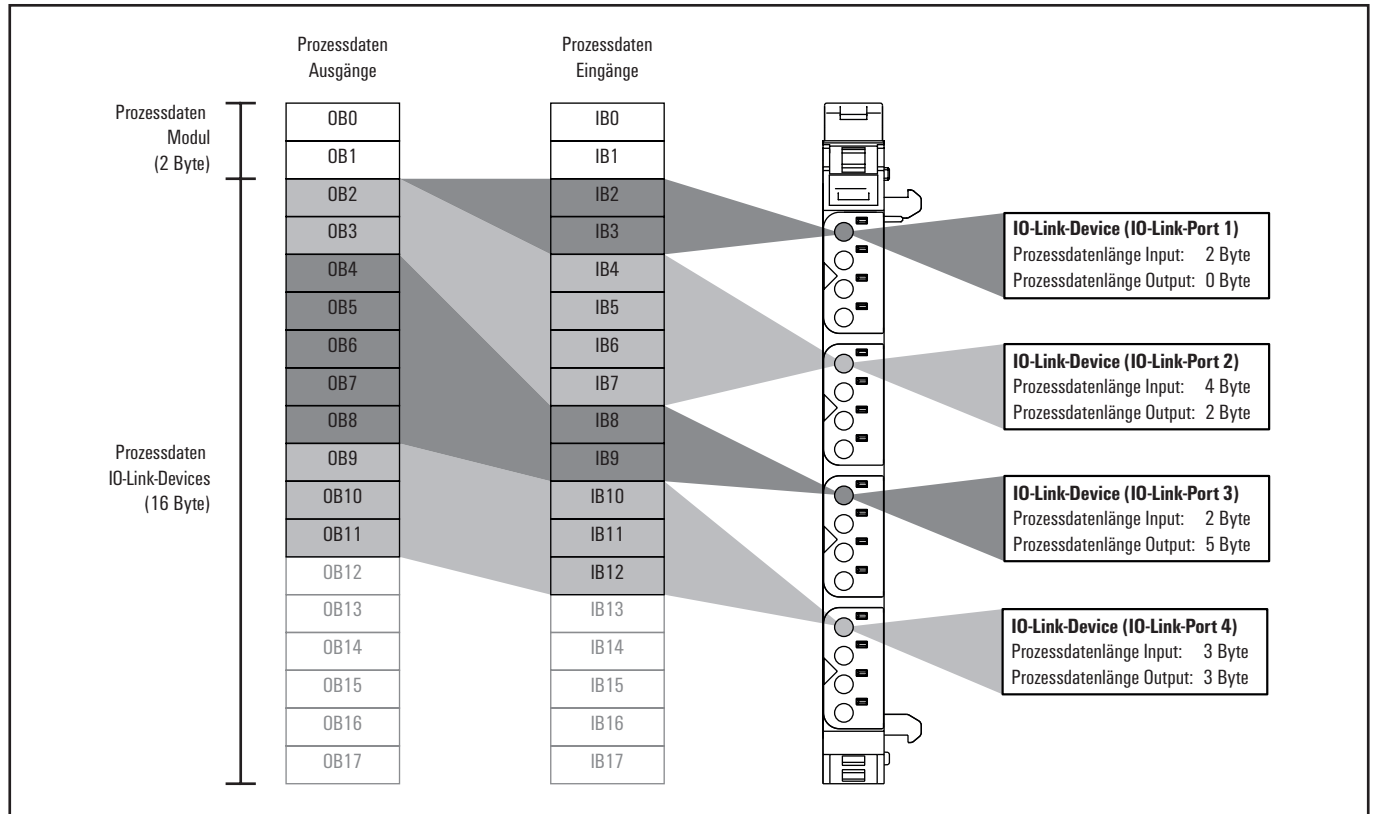 Prozessdaten
Ausgänge
Prozessdaten
Eingänge
Prozessdaten
Modul
(2 Byte)
Prozessdaten
IO-Link-Devices
(16 Byte)
OB0
OB1
OB2
OB3
OB4
OB5
OB6
OB7
OB8
OB9
OB10
OB11
OB12
OB13
OB14
OB15
OB16
OB17
IB0
IB1
IB2
IB3
IB4
IB5
IB6
IB7
IB8
IB9
IB10
IB11
IB12
IB13
IB14
IB15
IB16
IB17
IO-Link-Device (IO-Link-Port 1)
Prozessdatenlänge Input: 2 Byte
Prozessdatenlänge Output: 0 Byte
IO-Link-Device (IO-Link-Port 2)
Prozessdatenlänge Input: 4 Byte
Prozessdatenlänge Output: 2 Byte
IO-Link-Device (IO-Link-Port 3)
Prozessdatenlänge Input: 2 Byte
Prozessdatenlänge Output: 5 Byte
IO-Link-Device (IO-Link-Port 4)
Prozessdatenlänge Input: 3 Byte
Prozessdatenlänge Output: 3 Byte